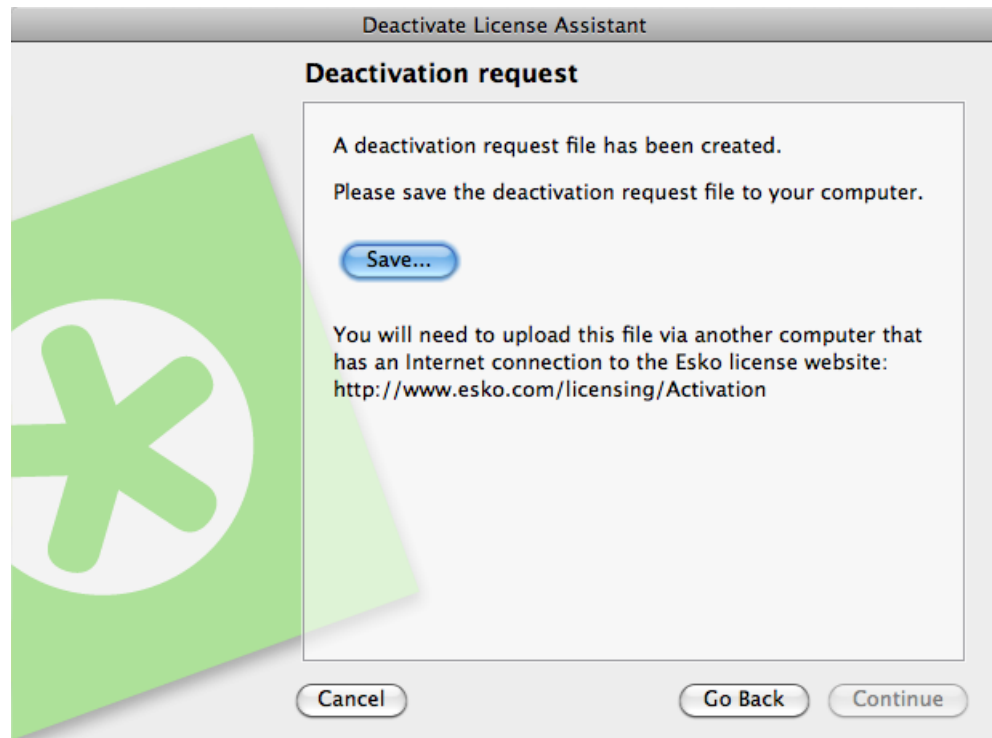 Deactivate License Assistant
Deactivation request
A deactivation request file has been created.
Please save the deactivation request file to your computer.
Save...
You will need to upload this file via another computer that
has an Internet connection to the Esko license website:
http://www.esko.com/licensing/Activation
Cancel
Go Back
Continue